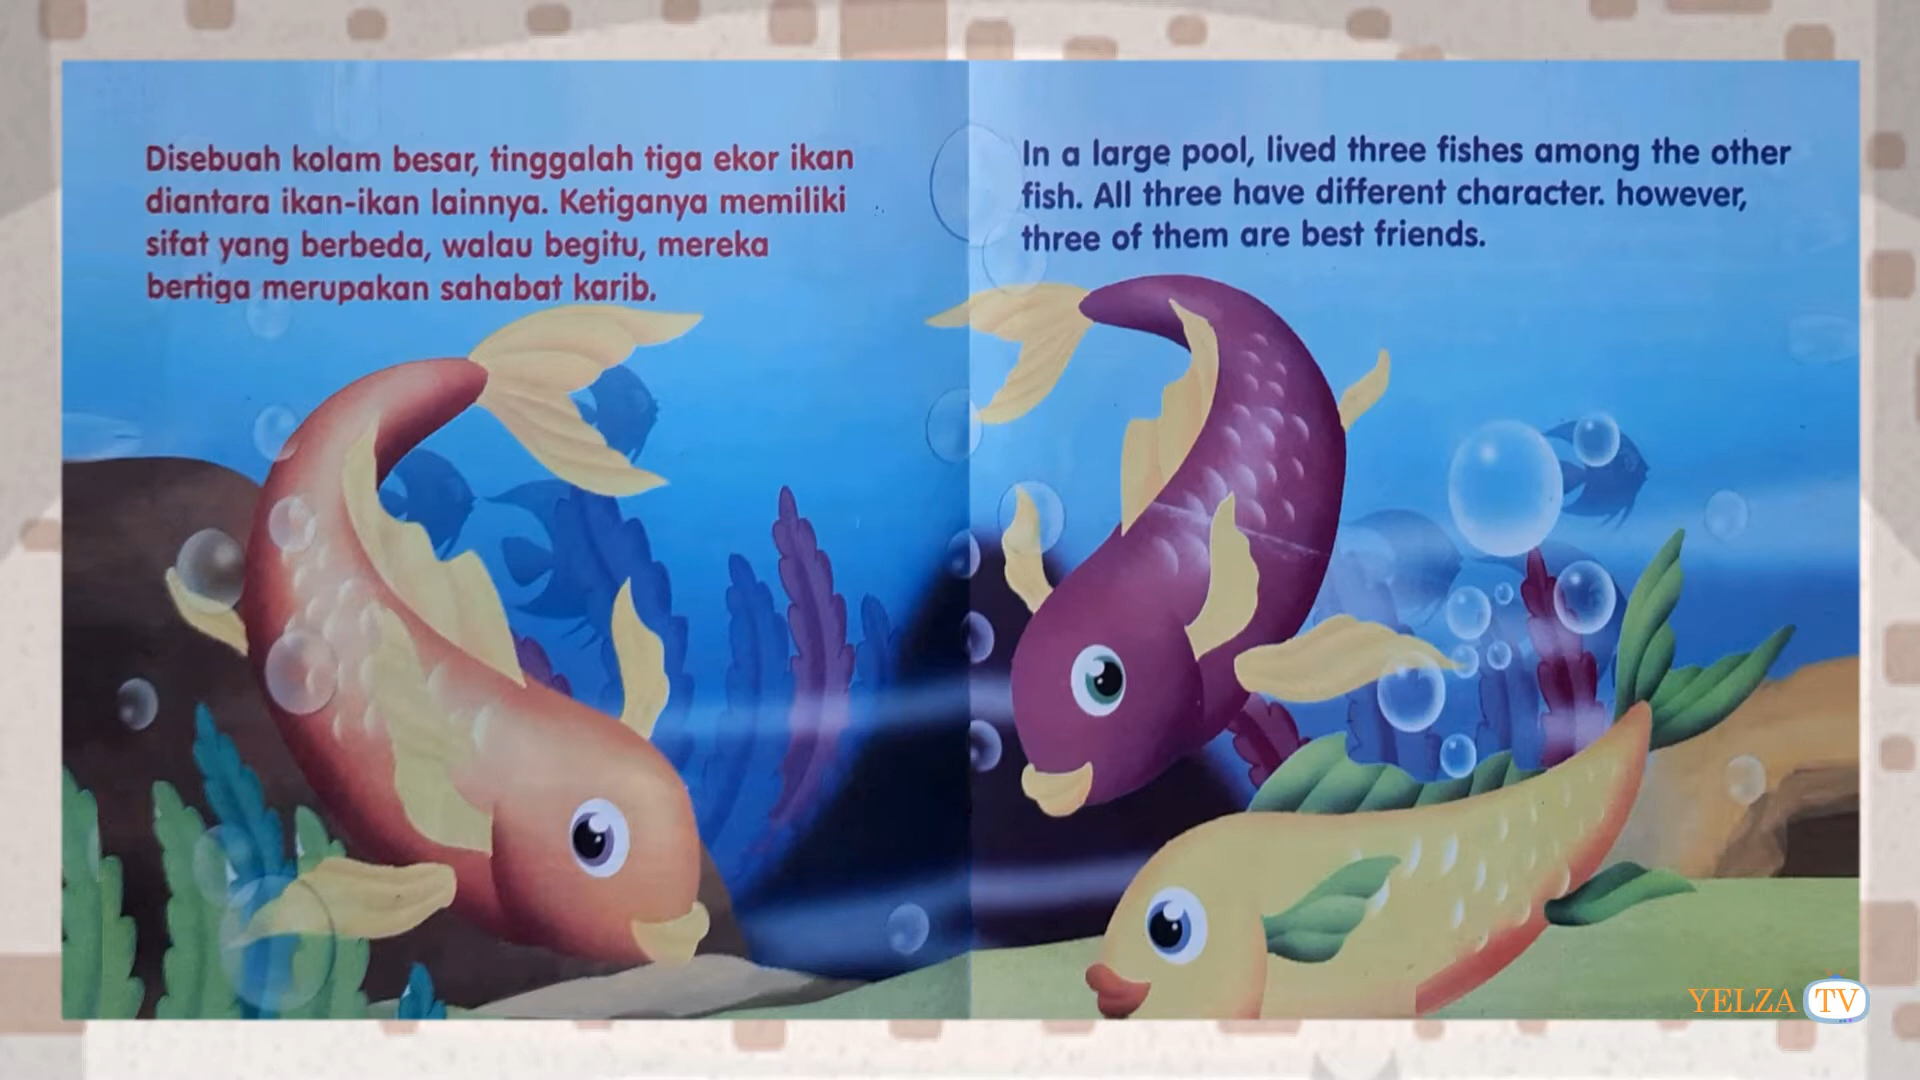 Disebuah kolam besar, tinggalah tiga ekor ikan
diantara ikan-ikan lainnya. Ketiganya memiliki
sifat yang berbeda, walau begitu, mereka
bertiga merupakan sahabat karib.
In a large pool, lived three fishes among the other
fish. All three have different character. however,
three of them are best friends.
YELZA TV